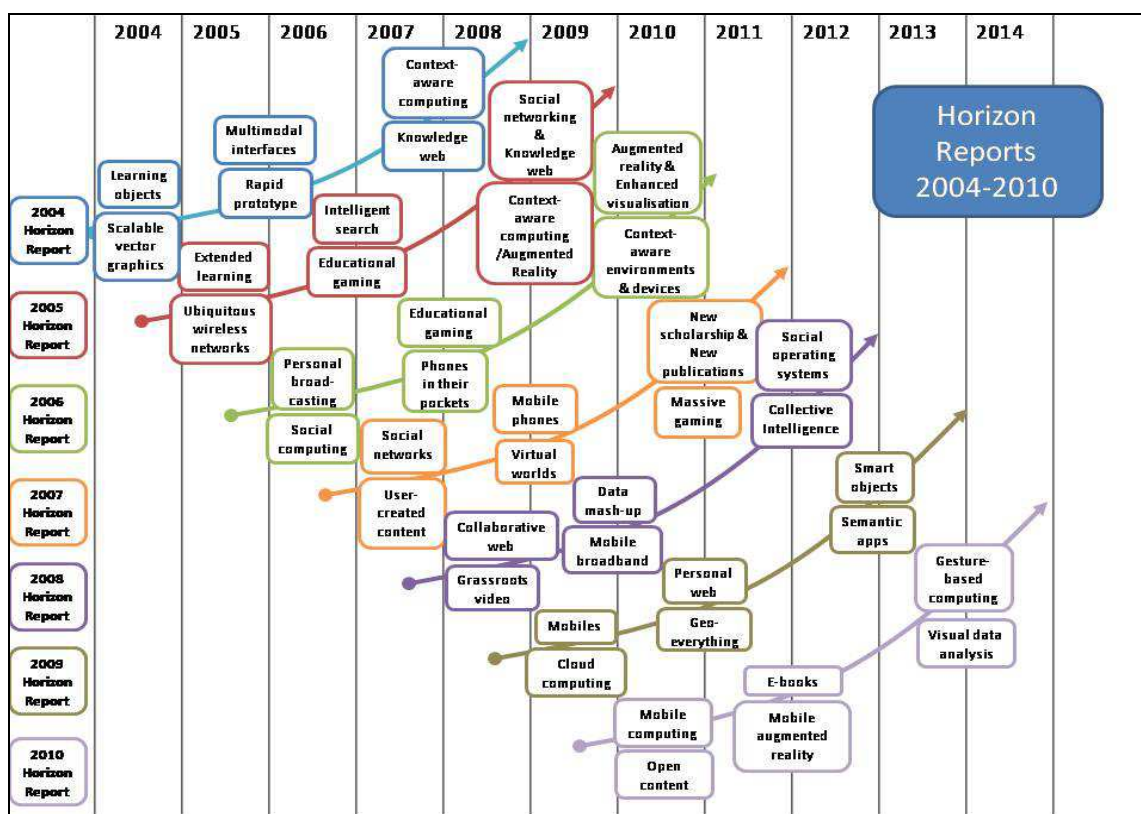 2004 2005 2006 2007 2008 2009 2010 2011 2012 2013 2014
Horizon
Reports
2004-2010
2004
Horizon
Report
Learning
objects
Scalable
vector
graphics
Multimodal
interfaces
Rapid
prototype
Context-
aware
computing
Knowledge
web
2005
Horizon
Report
Extended
learning
Ubiquitous
wireless
networks
Intelligent
search
Educational
gaming
Social
networking
&
Knowledge
web
Context-
aware
computing
/Augmented
Reality
2006
Horizon
Report
Personal
broad-
casting
Social
computing
Educational
gaming
Phones
in their
pockets
Augmented
reality &
Enhanced
visualisation
Context-
aware
environments
& devices
2007
Horizon
Report
Social
networks
User-
created
content
Mobile
phones
Virtual
worlds
New
scholarship &
New
publications
Massive
gaming
2008
Horizon
Report
Collaborative
web
Grassroots
video
Data
mash-up
Mobile
broadband
Social
operating
systems
Collective
Intelligence
2009
Horizon
Report
Mobiles
Cloud
computing
Personal
web
Geo-
everything
Smart
objects
Semantic
apps
2010
Horizon
Report
Mobile
computing
Open
content
E-books
Mobile
augmented
reality
Gesture-
based
computing
Visual data
analysis